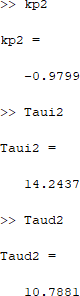 >> kp2
kp2 =
-0.9799
>> Taui2
Taui2 =
14.2437
>> Taud2
Taud2 =
10.7881